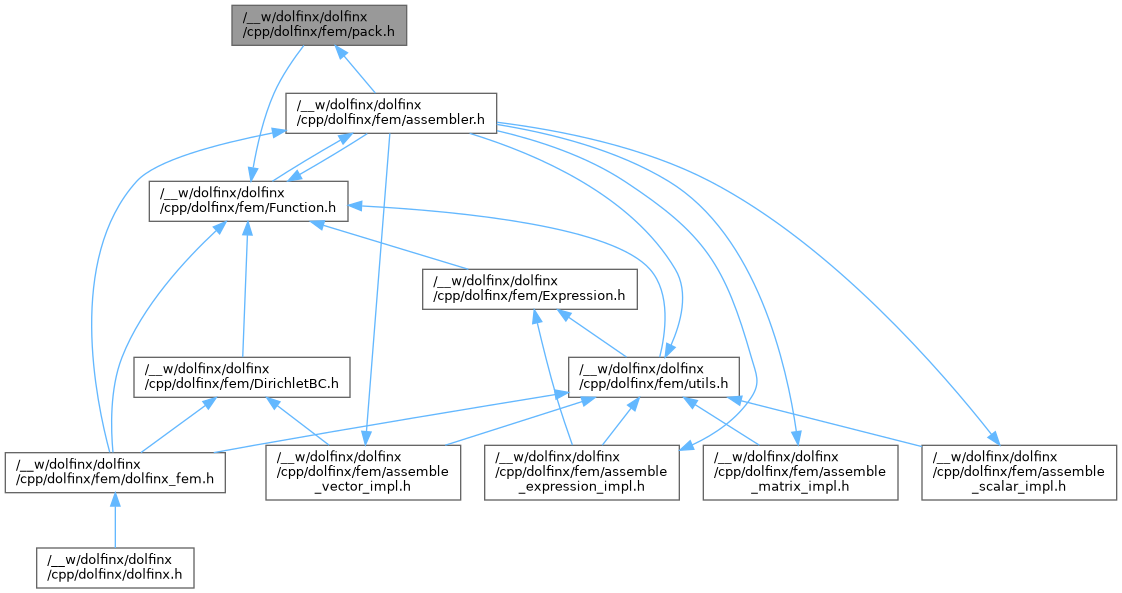 /__w/dolfinx/dolfinx
/cpp/dolfinx/fem/pack.h
/__w/dolfinx/dolfinx
/cpp/dolfinx/fem/assembler.h
/__w/dolfinx/dolfinx
/cpp/dolfinx/fem/Function.h
/__w/dolfinx/dolfinx
/cpp/dolfinx/fem/Expression.h
/__w/dolfinx/dolfinx
/cpp/dolfinx/fem/DirichletBC.h
/__w/dolfinx/dolfinx
/cpp/dolfinx/fem/utils.h
/__w/dolfinx/dolfinx
/cpp/dolfinx/fem/dolfinx_fem.h
/__w/dolfinx/dolfinx
/cpp/dolfinx/fem/assemble
_vector_impl.h
/__w/dolfinx/dolfinx
/cpp/dolfinx/fem/assemble
_expression_impl.h
/__w/dolfinx/dolfinx
/cpp/dolfinx/fem/assemble
_matrix_impl.h
/__w/dolfinx/dolfinx
/cpp/dolfinx/fem/assemble
_scalar_impl.h
/__w/dolfinx/dolfinx
/cpp/dolfinx/dolfinx.h